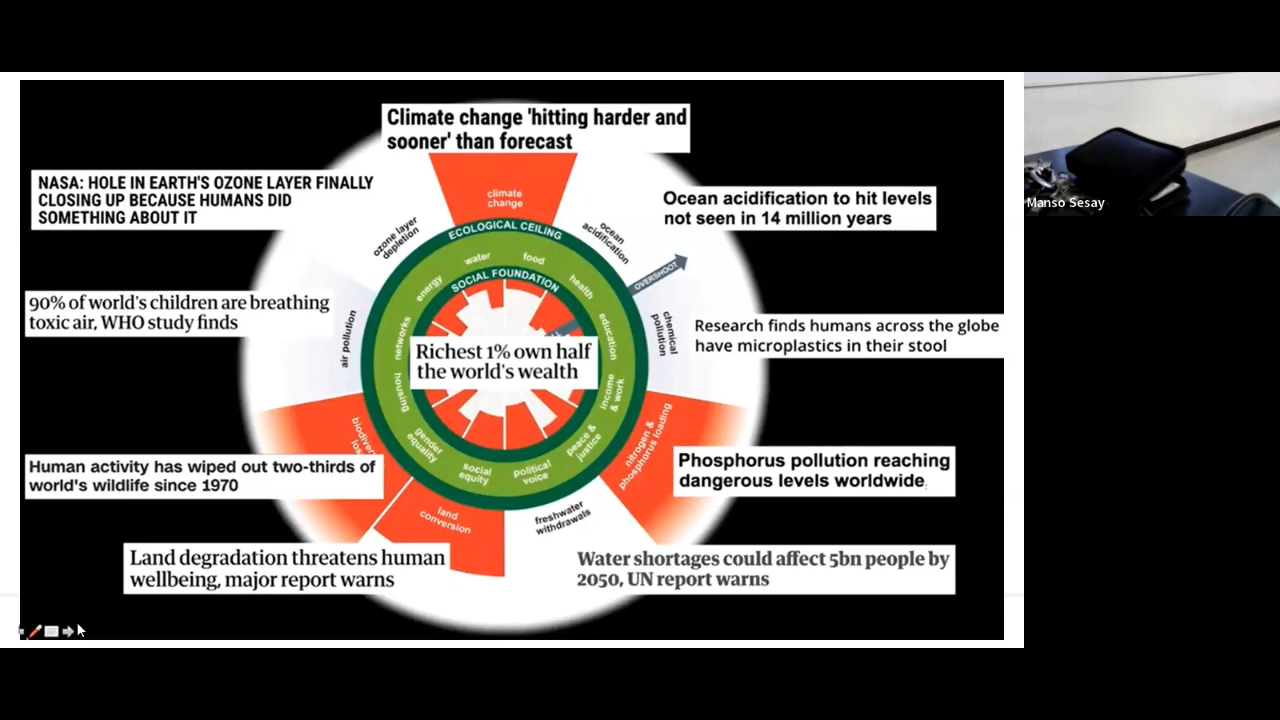 Climate change 'hitting harder and
sooner' than forecast
NASA: HOLE IN EARTH'S OZONE LAYER FINALLY
CLOSING UP BECAUSE HUMANS DID
SOMETHING ABOUT IT
Ocean acidification to hit levels
not seen in 14 million years
90% of world's children are breathing
toxic air, WHO study finds
Research finds humans across the globe
have microplastics in their stool
Richest 1% own half
the world's wealth
Human activity has wiped out two-thirds of
world's wildlife since 1970
Phosphorus pollution reaching
dangerous levels worldwide
Land degradation threatens human
wellbeing, major report warns
Water shortages could affect 5bn people by
2050, UN report warns
climate
change
ocean
acidification
chemical
pollution
nitrogen &
phosphorus loading
freshwater
withdrawals
land
conversion
air pollution
ozone layer
depletion
ECOLOGICAL CEILING
OVERSHOOT
water
food
health
education
income
& work
peace &
justice
political
voice
social
equity
gender
equality
housing
networks
energy
SOCIAL FOUNDATION
Manso Sesay